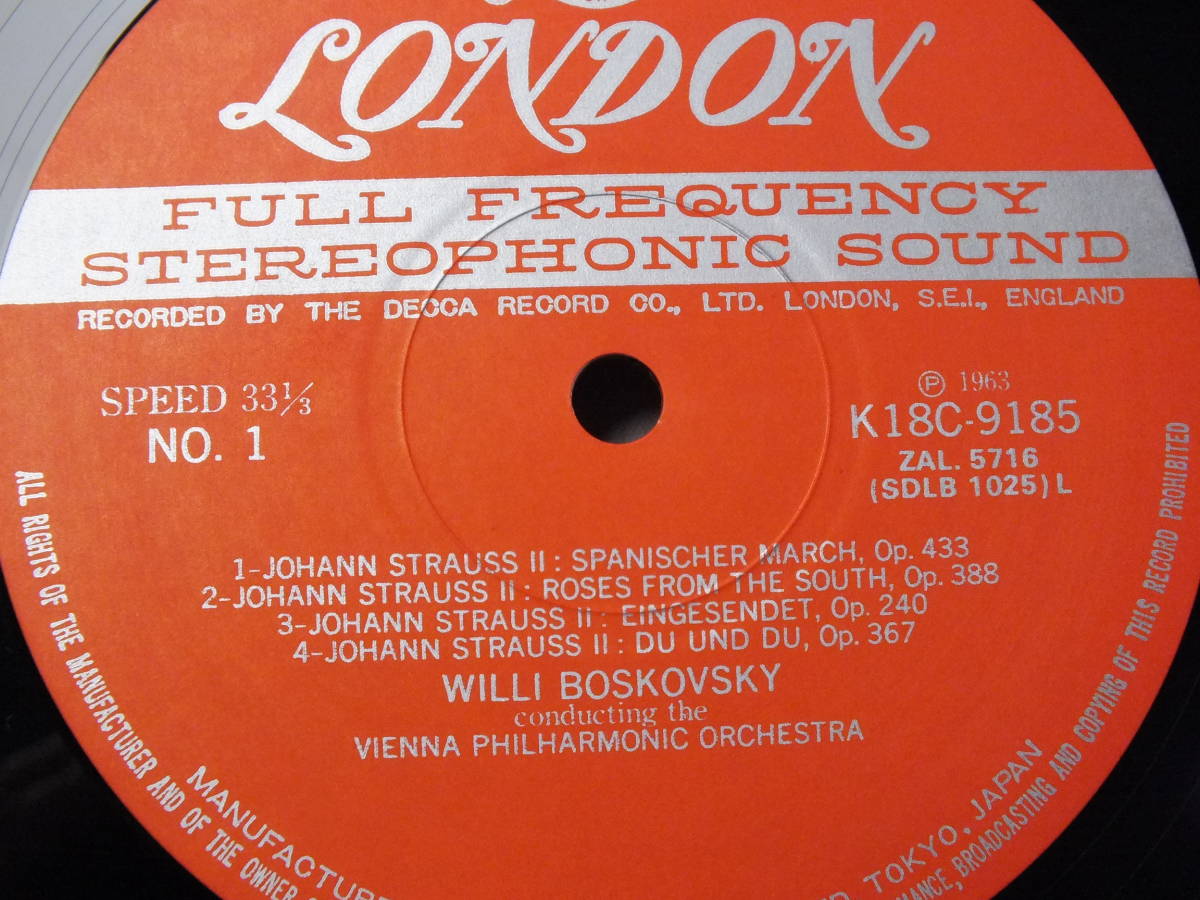 LONDON
FULL FREQUENCY
STEREOPHONIC SOUND
RECORDED BY THE DECCA RECORD CO., LTD. LONDON, S.E.I., ENGLAND
SPEED 33⅓
NO. 1
Ⓟ 1963
K18C-9185
ZAL. 5716
(SDLB 1025) L
1-JOHANN STRAUSS II : SPANISCHER MARCH, Op. 433
2-JOHANN STRAUSS II : ROSES FROM THE SOUTH, Op. 388
3-JOHANN STRAUSS II : EINGESENDET, Op. 240
4-JOHANN STRAUSS II : DU UND DU, Op. 367
WILLI BOSKOVSKY
conducting the
VIENNA PHILHARMONIC ORCHESTRA
ALL RIGHTS OF THE MANUFACTURER AND OF THE OWNER
BROADCASTING AND COPYING OF THIS RECORD PROHIBITED
TOKYO, JAPAN